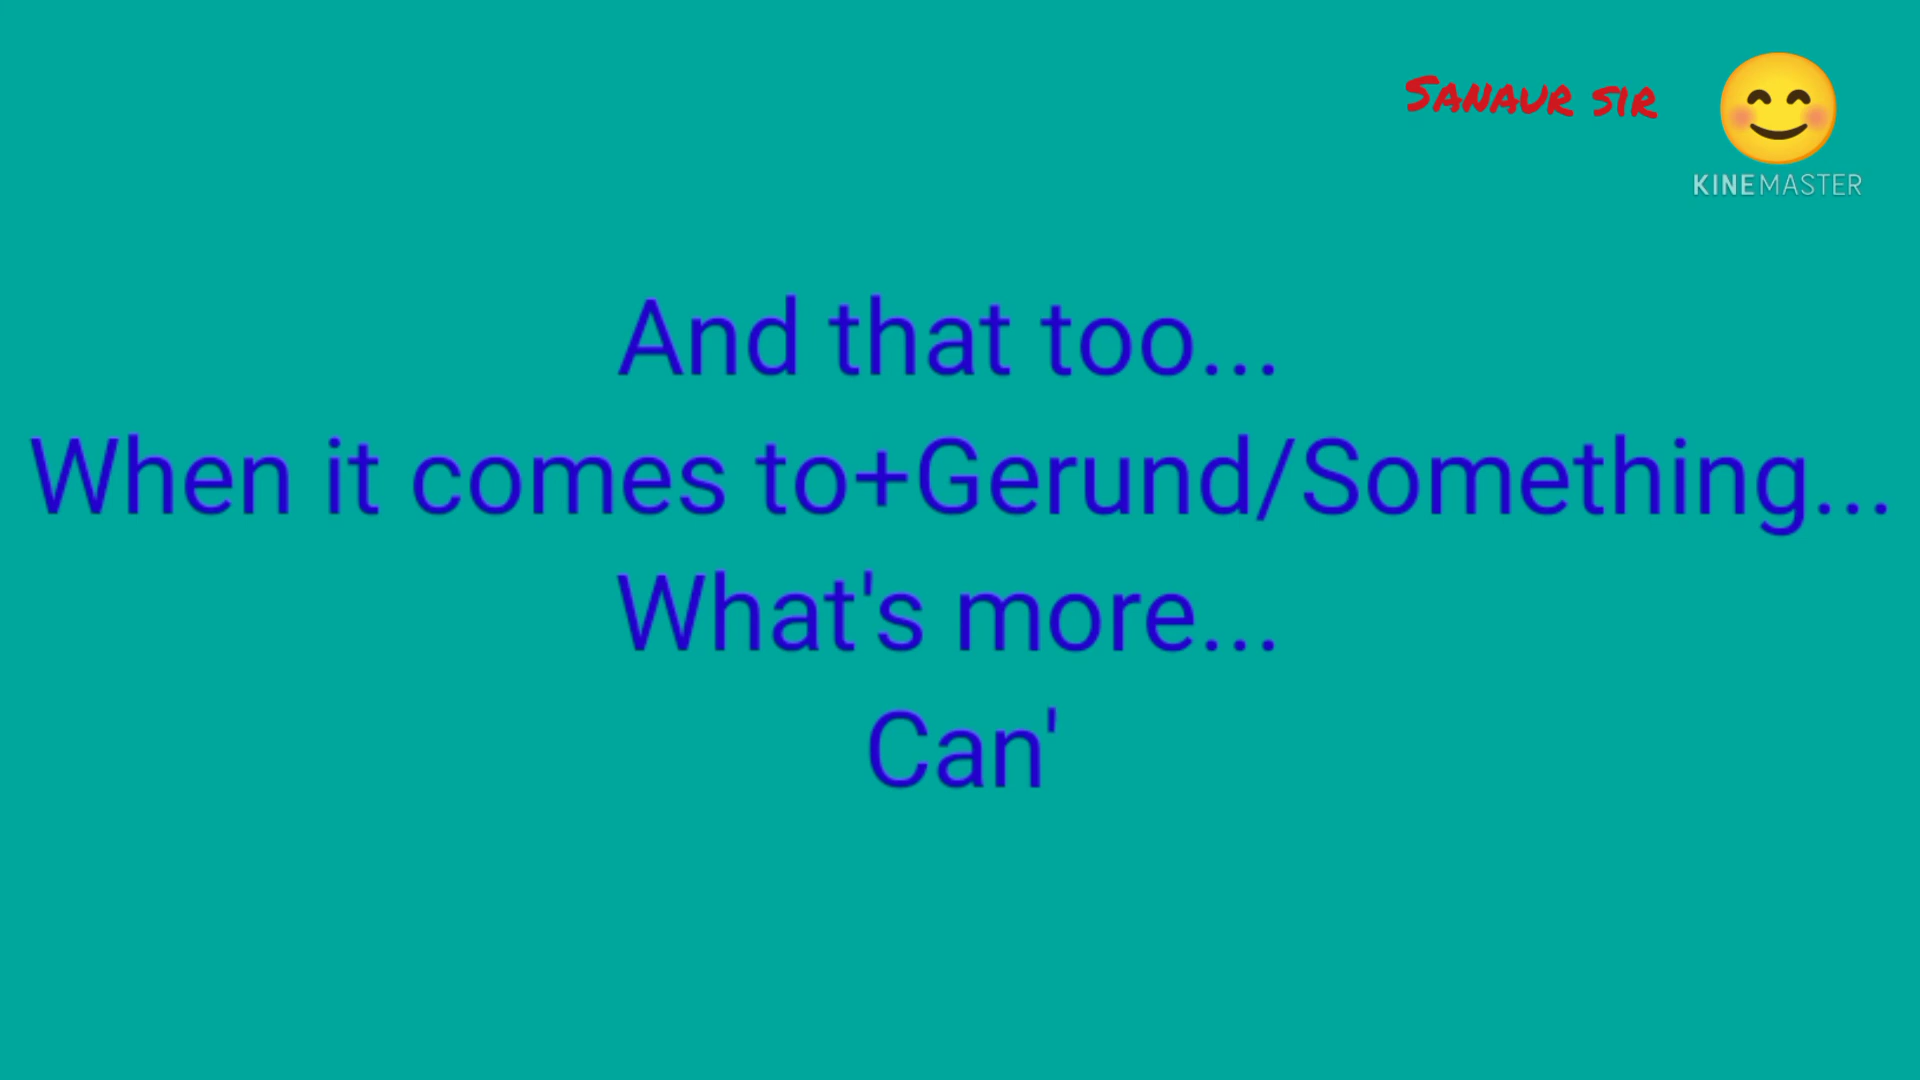 Sanaur sir
KINEMASTER
And that too...
When it comes to+Gerund/Something...
What's more...
Can'